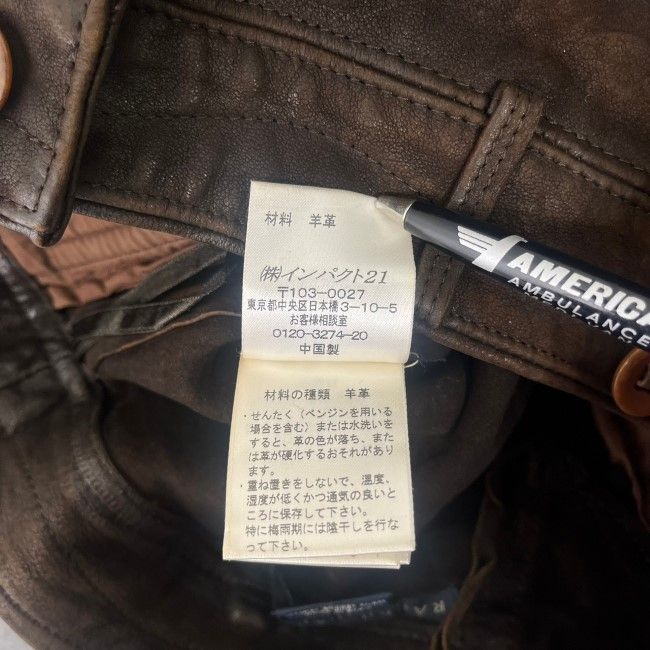 材料 羊革
㈱インパクト21
〒103-0027
東京都中央区日本橋3-10-5
お客様相談室
0120-3274-20
中国製
材料の種類 羊革
・せんたく(ベンジンを用いる
場合を含む)または水洗いを
すると、革の色が落ち、また
は革が硬化するおそれがあり
ます。
・重ね置きをしないで、温度、
湿度が低くかつ通気の良いと
ころに保存して下さい。
特に梅雨期には陰干しを行な
って下さい。
AMERICA
AMBULANCE